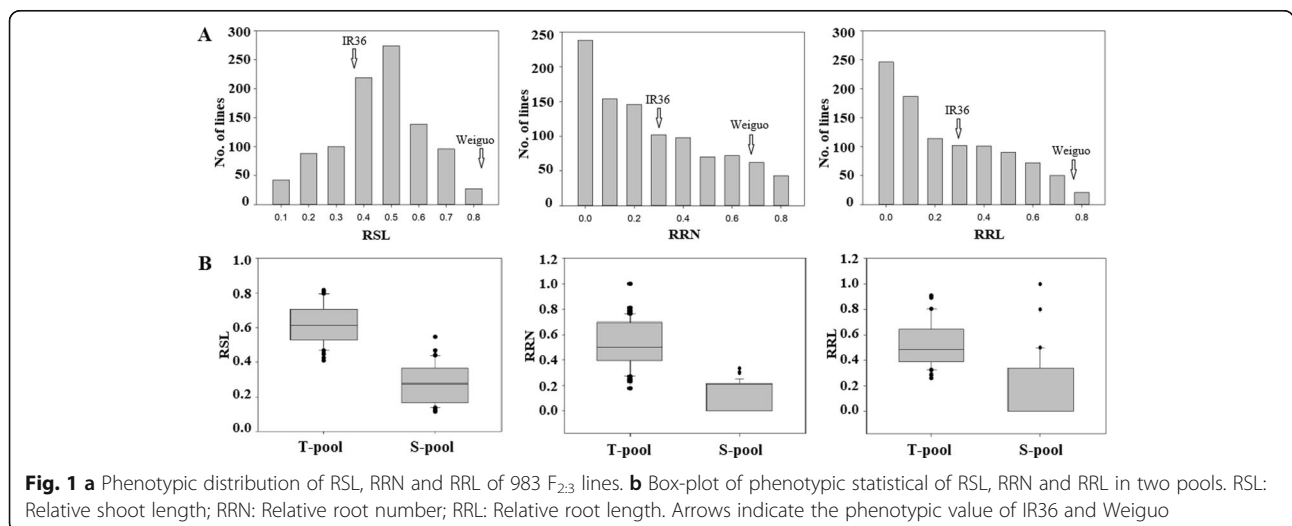 A
300
250
200
150
100
50
0
No. of lines
IR36
Weiguo
0.1 0.2 0.3 0.4 0.5 0.6 0.7 0.8
RSL
250
200
150
100
50
0
No. of lines
IR36
Weiguo
0.0 0.2 0.4 0.6 0.8
RRN
300
250
200
150
100
50
0
No. of lines
IR36
Weiguo
0.0 0.2 0.4 0.6 0.8
RRL
B
1.0
0.8
0.6
0.4
0.2
0.0
RSL
T-pool S-pool
1.2
1.0
0.8
0.6
0.4
0.2
0.0
RRN
T-pool S-pool
1.2
1.0
0.8
0.6
0.4
0.2
0.0
RRL
T-pool S-pool
Fig. 1 a Phenotypic distribution of RSL, RRN and RRL of 983 F2:3 lines. b Box-plot of phenotypic statistical of RSL, RRN and RRL in two pools. RSL:
Relative shoot length; RRN: Relative root number; RRL: Relative root length. Arrows indicate the phenotypic value of IR36 and Weiguo